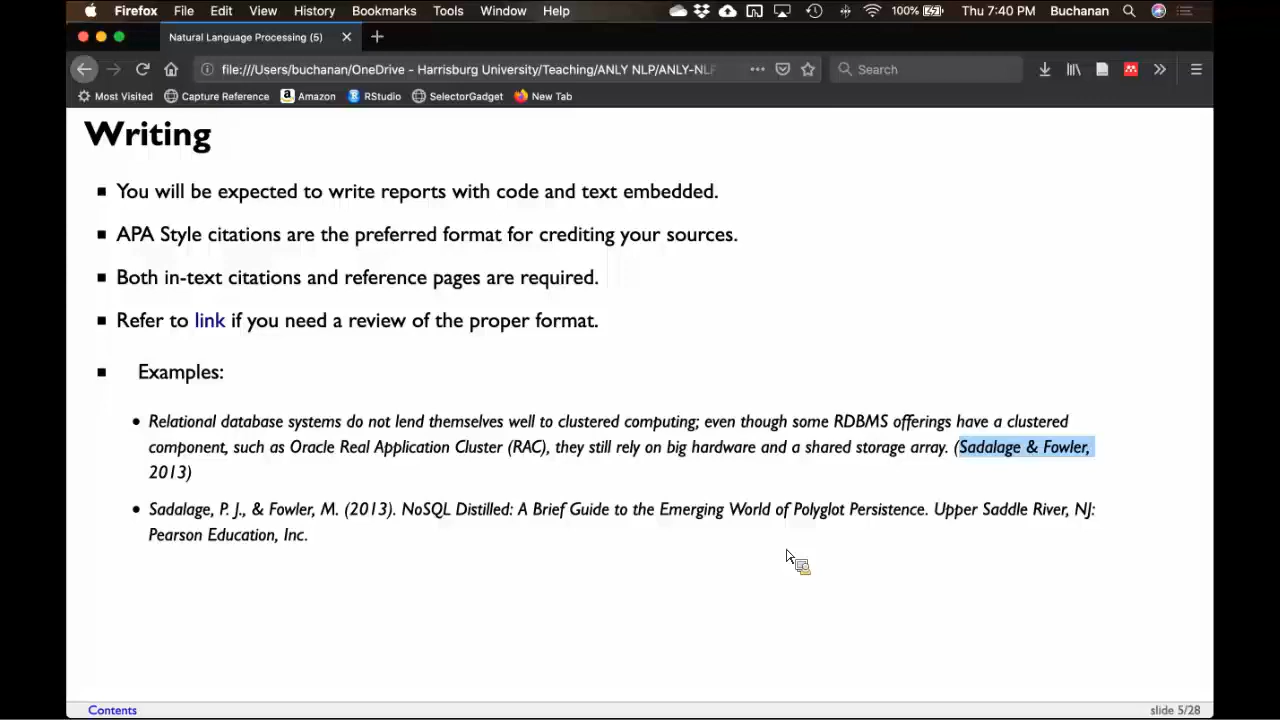 Firefox File Edit View History Bookmarks Tools Window Help 100% Thu 7:40 PM Buchanan
Natural Language Processing (5)
file:///Users/buchanan/OneDrive - Harrisburg University/Teaching/ANLY NLP/ANLY-NLP Search
Most Visited Capture Reference Amazon RStudio SelectorGadget New Tab
Writing
You will be expected to write reports with code and text embedded.
APA Style citations are the preferred format for crediting your sources.
Both in-text citations and reference pages are required.
Refer to link if you need a review of the proper format.
Examples:
Relational database systems do not lend themselves well to clustered computing; even though some RDBMS offerings have a clustered
component, such as Oracle Real Application Cluster (RAC), they still rely on big hardware and a shared storage array. (Sadalage & Fowler,
2013)
Sadalage, P. J., & Fowler, M. (2013). NoSQL Distilled: A Brief Guide to the Emerging World of Polyglot Persistence. Upper Saddle River, NJ:
Pearson Education, Inc.
Contents slide 5/28